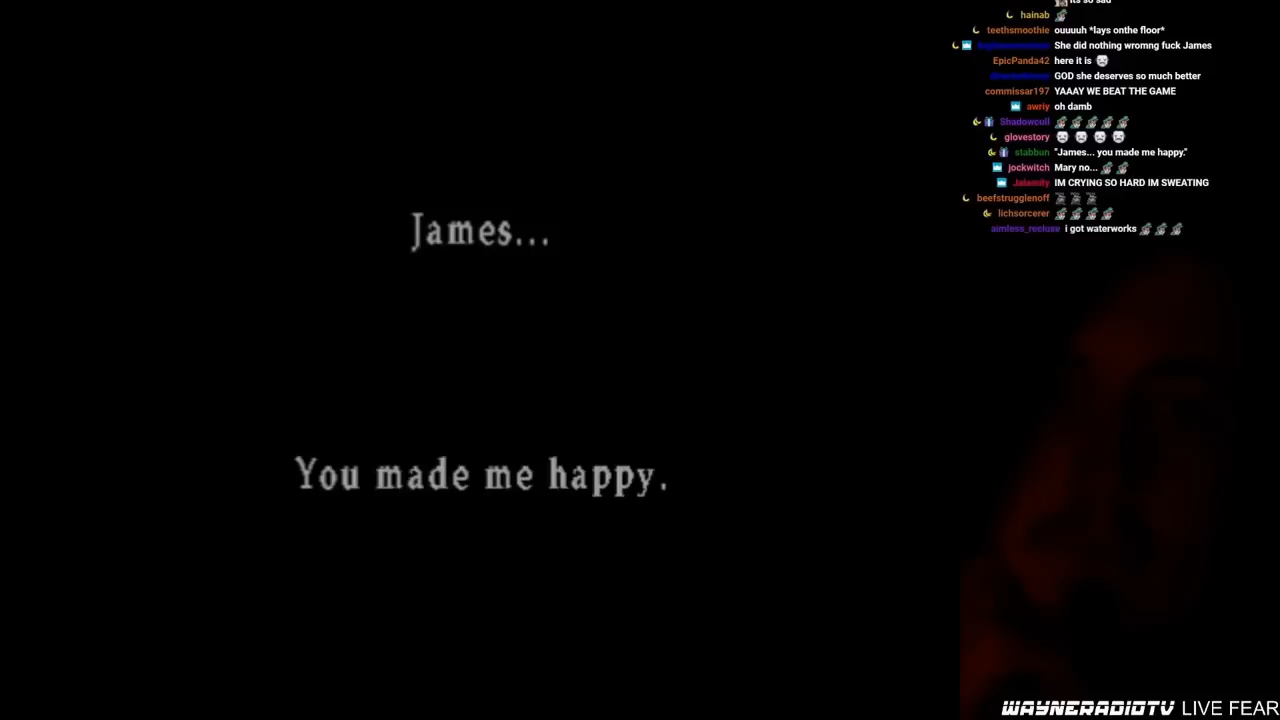 its so sad
hainab
teethsmoothie ouuuuh *lays onthe floor*
She did nothing wromng fuck James
EpicPanda42 here it is
GOD she deserves so much better
commissar197 YAAAY WE BEAT THE GAME
awriy oh damb
Shadowcull
glovestory
stabbun "James... you made me happy."
jockwitch Mary no...
Jalamity IM CRYING SO HARD IM SWEATING
beefstrugglenoff
lichsorcerer
aimless_recluse i got waterworks
James...
You made me happy.
WAYNERADIOTV LIVE FEAR